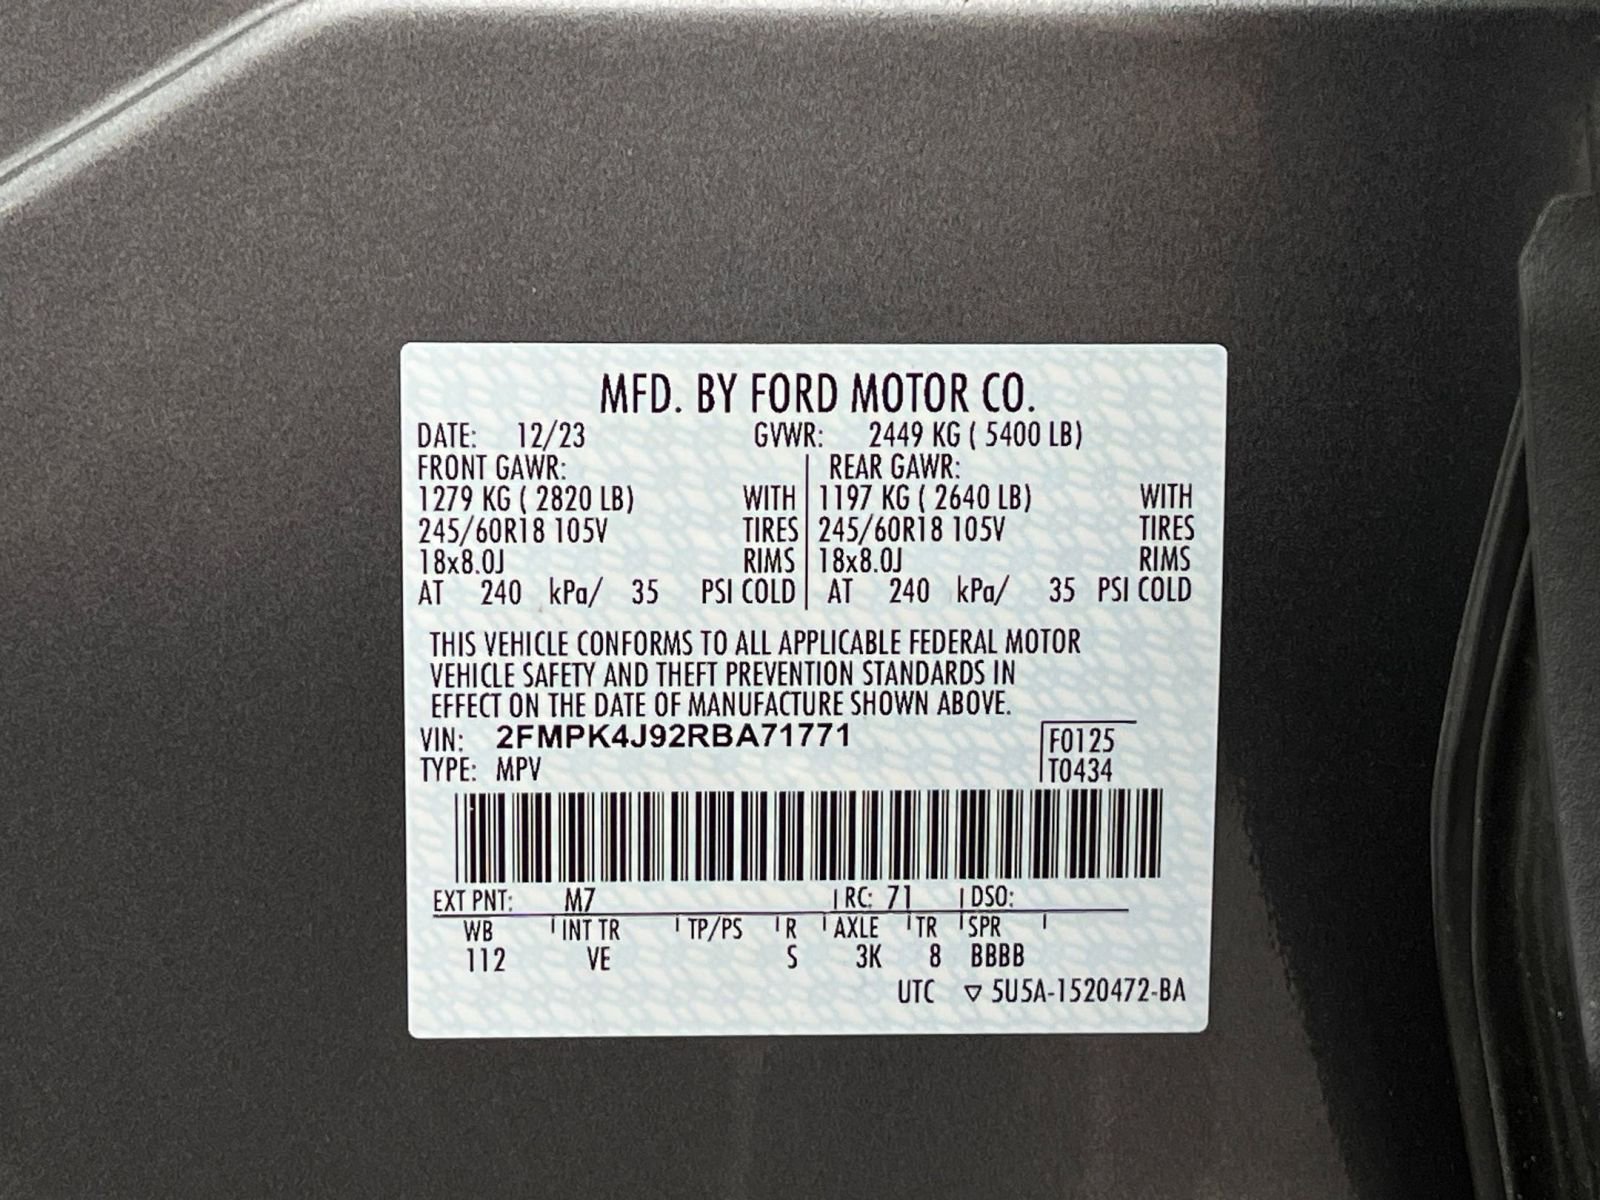 MFD. BY FORD MOTOR CO.
DATE: 12/23 GVWR: 2449 KG ( 5400 LB)
FRONT GAWR: REAR GAWR:
1279 KG ( 2820 LB) WITH 1197 KG ( 2640 LB) WITH
245/60R18 105V TIRES 245/60R18 105V TIRES
18x8.0J RIMS 18x8.0J RIMS
AT 240 kPa/ 35 PSI COLD AT 240 kPa/ 35 PSI COLD
THIS VEHICLE CONFORMS TO ALL APPLICABLE FEDERAL MOTOR
VEHICLE SAFETY AND THEFT PREVENTION STANDARDS IN
EFFECT ON THE DATE OF MANUFACTURE SHOWN ABOVE.
VIN: 2FMPK4J92RBA71771 F0125
TYPE: MPV T0434
EXT PNT: M7 RC: 71 DSO:
WB INT TR TP/PS R AXLE TR SPR
112 VE S 3K 8 BBBB
UTC ▽ 5U5A-1520472-BA